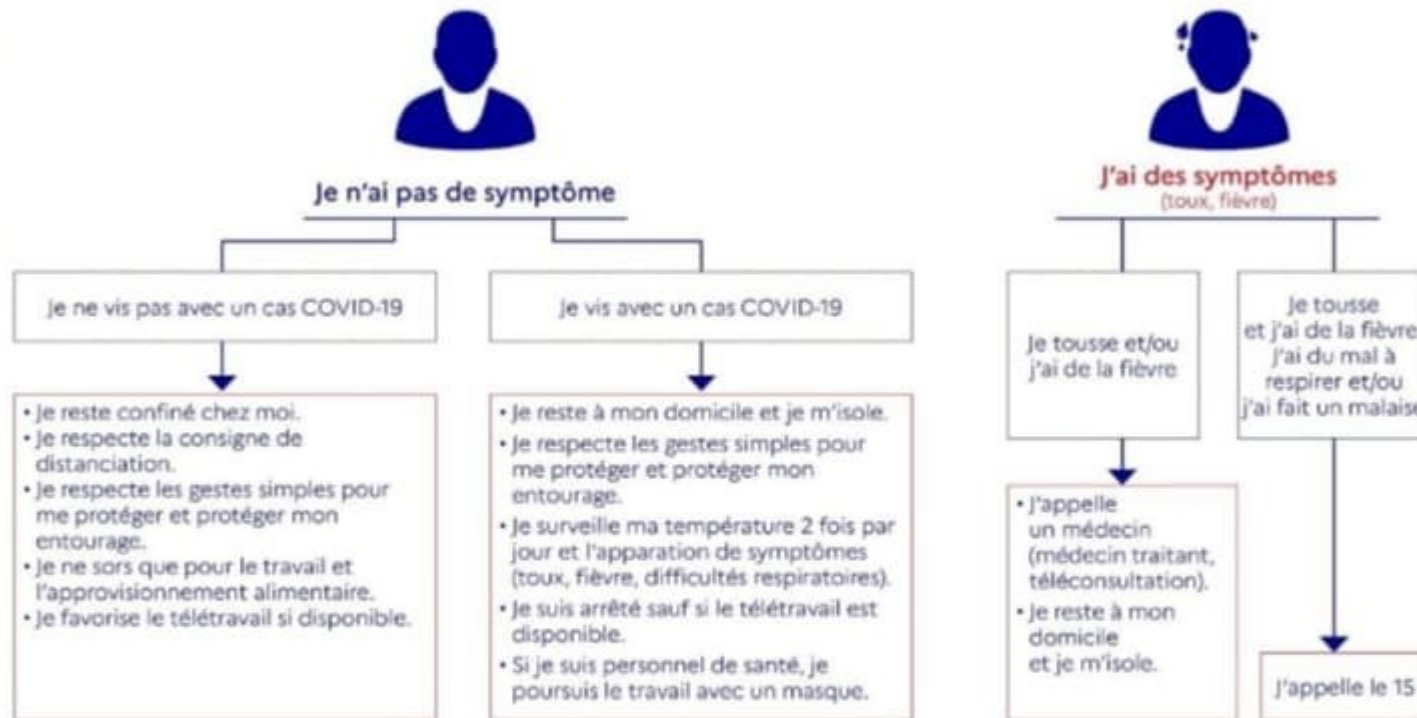 Je n'ai pas de symptôme
J'ai des symptômes
(toux, fièvre)
Je ne vis pas avec un cas COVID-19
Je vis avec un cas COVID-19
Je tousse et/ou
j'ai de la fièvre
Je tousse
et j'ai de la fièvre
J'ai du mal à
respirer et/ou
j'ai fait un malaise
• Je reste confiné chez moi.
• Je respecte la consigne de
distanciation.
• Je respecte les gestes simples pour
me protéger et protéger mon
entourage.
• Je ne sors que pour le travail et
l'approvisionnement alimentaire.
• Je favorise le télétravail si disponible.
• Je reste à mon domicile et je m'isole.
• Je respecte les gestes simples pour
me protéger et protéger mon
entourage.
• Je surveille ma température 2 fois par
jour et l'apparation de symptômes
(toux, fièvre, difficultés respiratoires).
• Je suis arrêté sauf si le télétravail est
disponible.
• Si je suis personnel de santé, je
poursuis le travail avec un masque.
• J'appelle
un médecin
(médecin traitant,
téléconsultation).
• Je reste à mon
domicile
et je m'isole.
J'appelle le 15